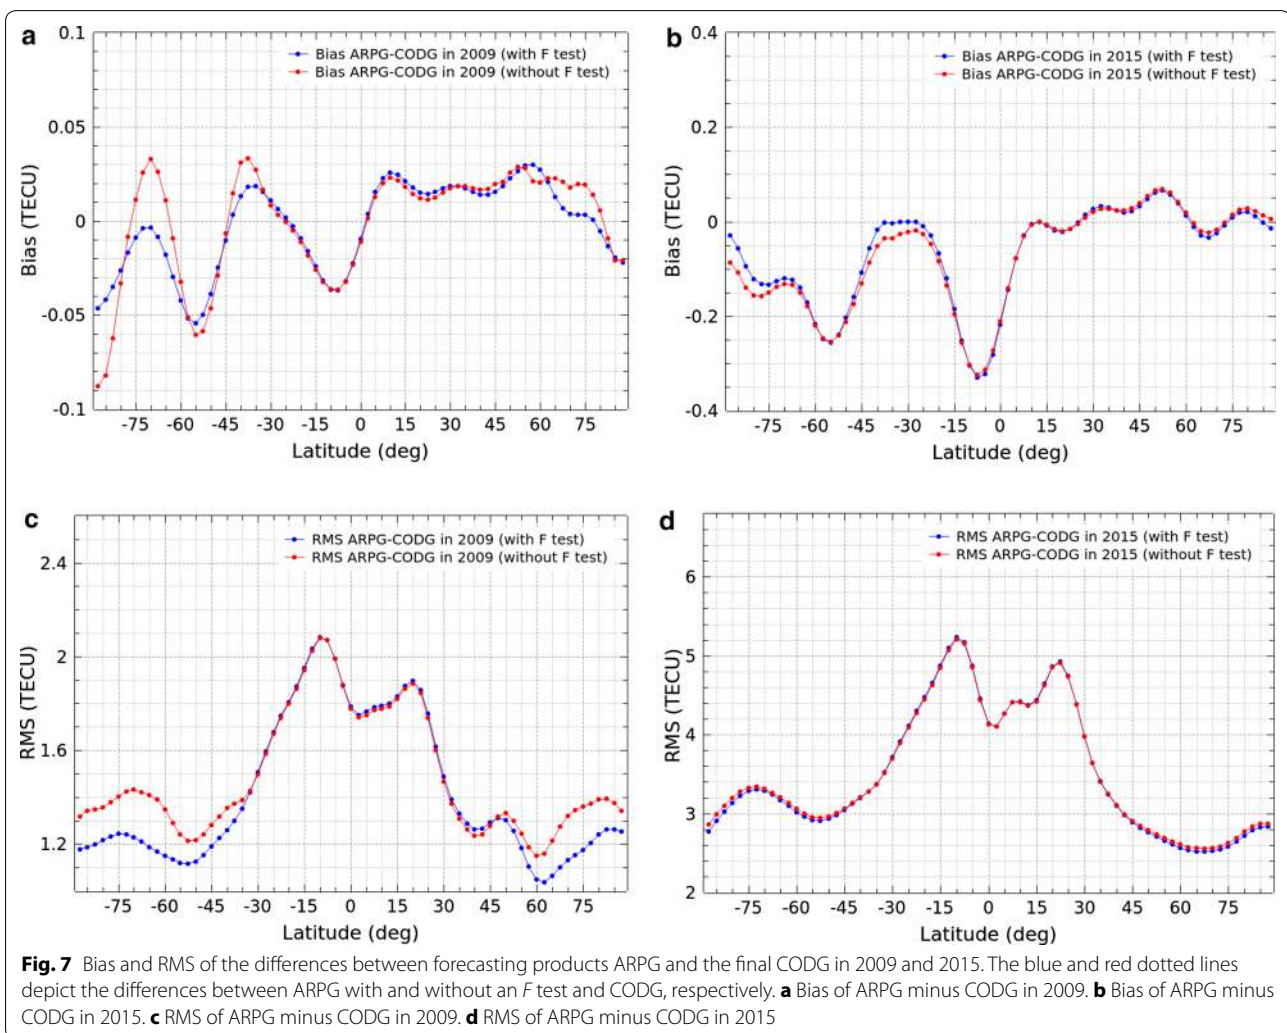 a
0.1
Bias ARPG-CODG in 2009 (with F test)
Bias ARPG-CODG in 2009 (without F test)
0.05
0
-0.05
-0.1
Bias (TECU)
-75 -60 -45 -30 -15 0 15 30 45 60 75
Latitude (deg)
b
0.4
Bias ARPG-CODG in 2015 (with F test)
Bias ARPG-CODG in 2015 (without F test)
0.2
0
-0.2
-0.4
Bias (TECU)
-75 -60 -45 -30 -15 0 15 30 45 60 75
Latitude (deg)
c
RMS ARPG-CODG in 2009 (with F test)
RMS ARPG-CODG in 2009 (without F test)
2.4
2
1.6
1.2
RMS (TECU)
-75 -60 -45 -30 -15 0 15 30 45 60 75
Latitude (deg)
d
RMS ARPG-CODG in 2015 (with F test)
RMS ARPG-CODG in 2015 (without F test)
6
5
4
3
2
RMS (TECU)
-75 -60 -45 -30 -15 0 15 30 45 60 75
Latitude (deg)
Fig. 7 Bias and RMS of the differences between forecasting products ARPG and the final CODG in 2009 and 2015. The blue and red dotted lines
depict the differences between ARPG with and without an F test and CODG, respectively. a Bias of ARPG minus CODG in 2009. b Bias of ARPG minus
CODG in 2015. c RMS of ARPG minus CODG in 2009. d RMS of ARPG minus CODG in 2015